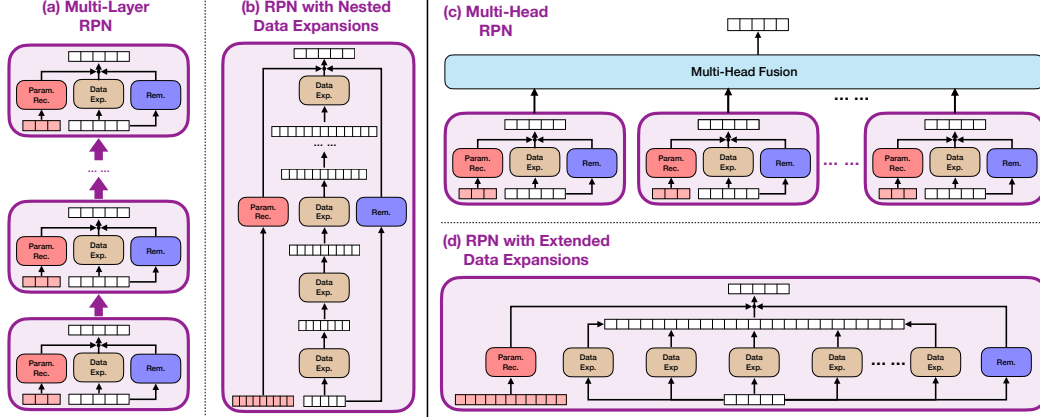 (a) Multi-Layer
RPN
Param.
Rec.
Data
Exp.
Rem.
... ...
Param.
Rec.
Data
Exp.
Rem.
Param.
Rec.
Data
Exp.
Rem.
(b) RPN with Nested
Data Expansions
Data
Exp.
... ...
Param.
Rec.
Data
Exp.
Rem.
Data
Exp.
Data
Exp.
(c) Multi-Head
RPN
Multi-Head Fusion
... ...
Param.
Rec.
Data
Exp.
Rem.
Param.
Rec.
Data
Exp.
Rem.
... ...
Param.
Rec.
Data
Exp.
Rem.
(d) RPN with Extended
Data Expansions
Param.
Rec.
Data
Exp.
Data
Exp.
Data
Exp.
Data
Exp.
... ...
Data
Exp.
Rem.